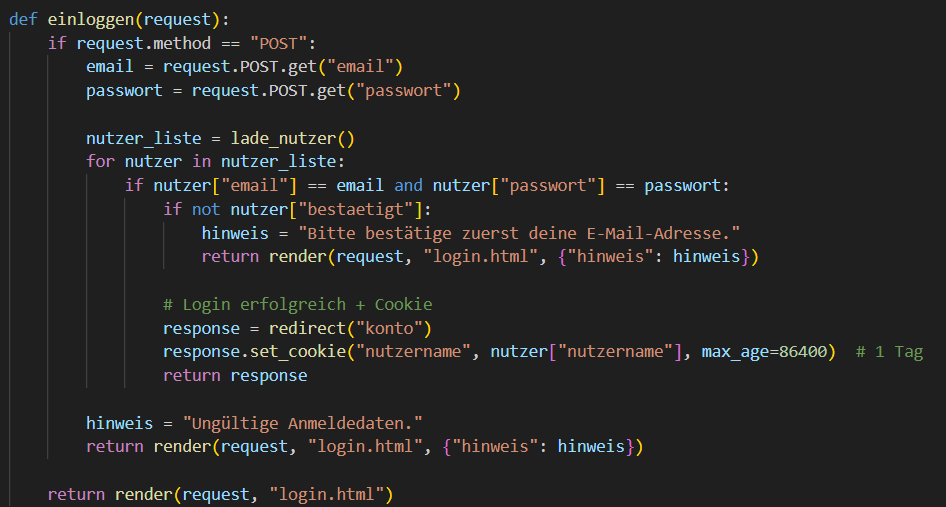 def einloggen(request):
    if request.method == "POST":
        email = request.POST.get("email")
        passwort = request.POST.get("passwort")

        nutzer_liste = lade_nutzer()
        for nutzer in nutzer_liste:
            if nutzer["email"] == email and nutzer["passwort"] == passwort:
                if not nutzer["bestaetigt"]:
                    hinweis = "Bitte bestätige zuerst deine E-Mail-Adresse."
                    return render(request, "login.html", {"hinweis": hinweis})

                # Login erfolgreich + Cookie
                response = redirect("konto")
                response.set_cookie("nutzername", nutzer["nutzername"], max_age=86400)  # 1 Tag
                return response

        hinweis = "Ungültige Anmeldedaten."
        return render(request, "login.html", {"hinweis": hinweis})

    return render(request, "login.html")